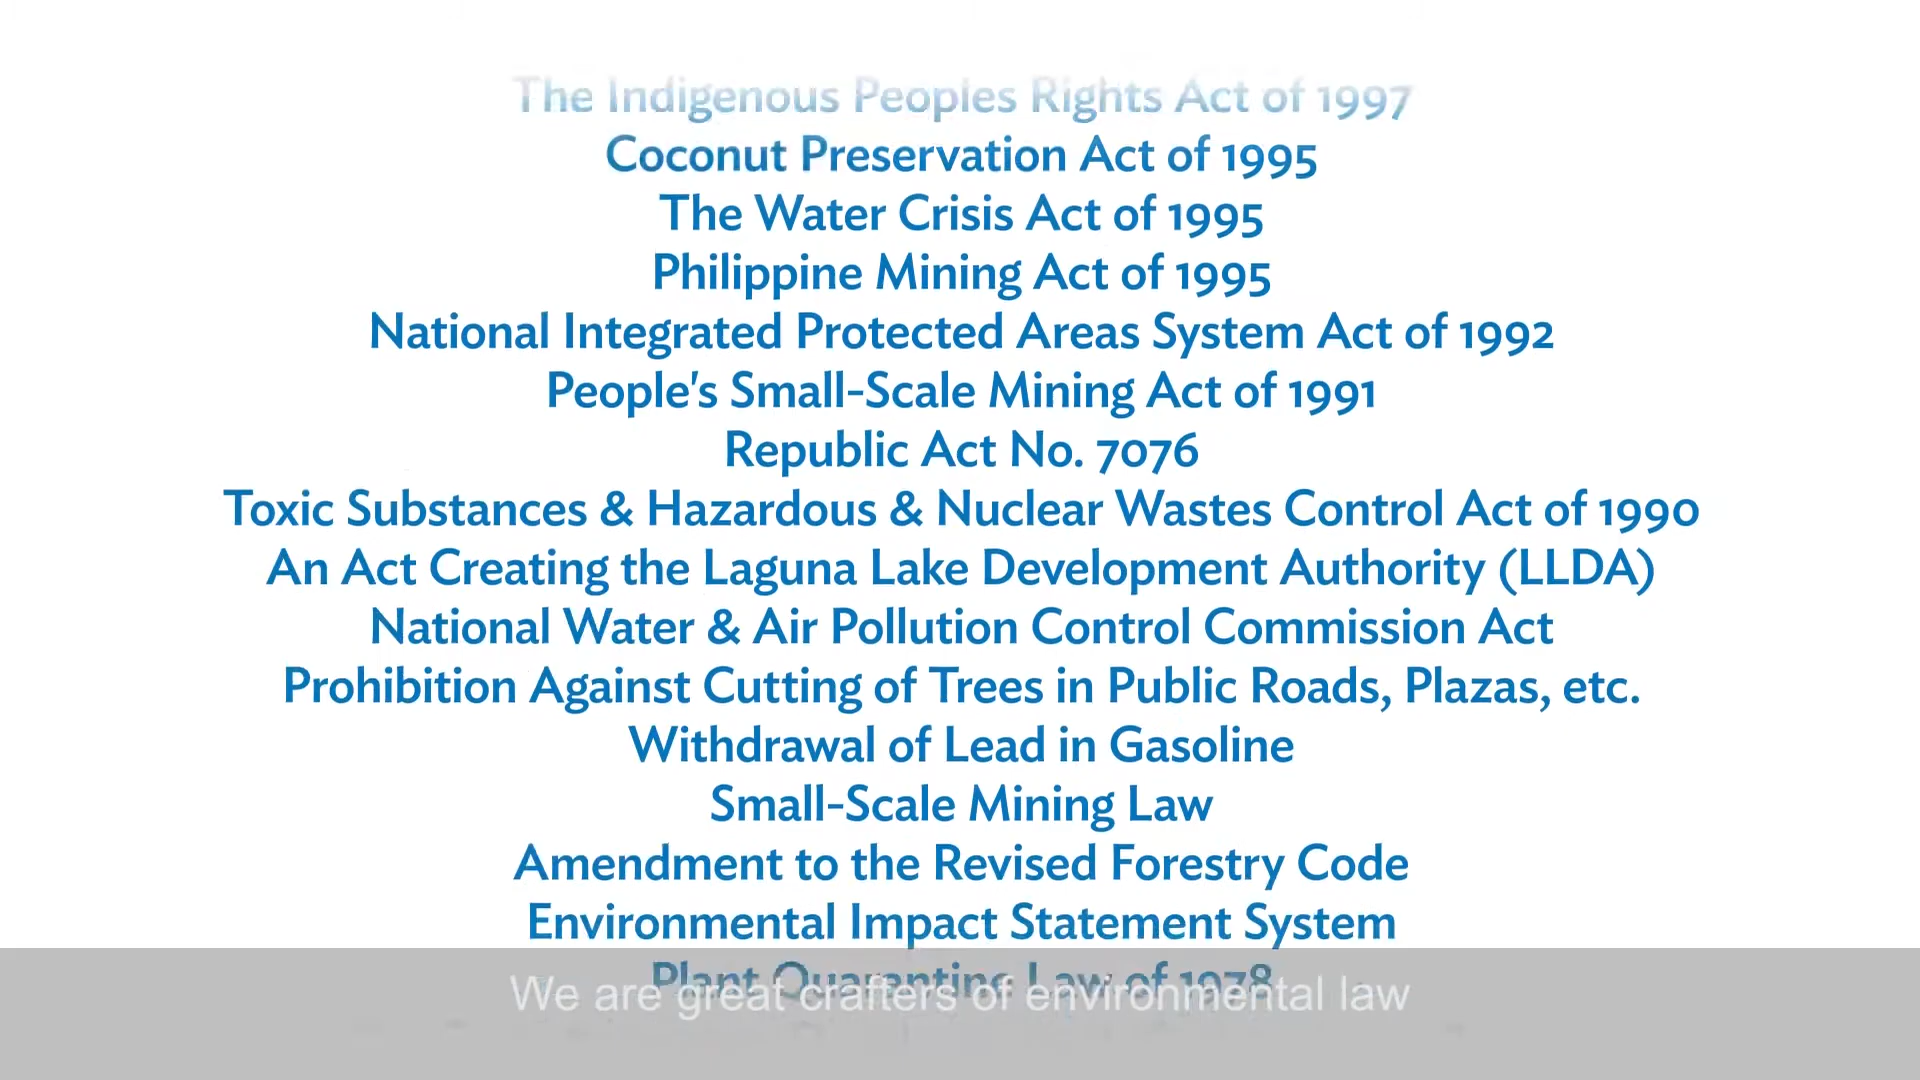 The Indigenous Peoples Rights Act of 1997
Coconut Preservation Act of 1995
The Water Crisis Act of 1995
Philippine Mining Act of 1995
National Integrated Protected Areas System Act of 1992
People's Small-Scale Mining Act of 1991
Republic Act No. 7076
Toxic Substances & Hazardous & Nuclear Wastes Control Act of 1990
An Act Creating the Laguna Lake Development Authority (LLDA)
National Water & Air Pollution Control Commission Act
Prohibition Against Cutting of Trees in Public Roads, Plazas, etc.
Withdrawal of Lead in Gasoline
Small-Scale Mining Law
Amendment to the Revised Forestry Code
Environmental Impact Statement System
Plant Quarantine Law of 1978
We are great crafters of environmental law